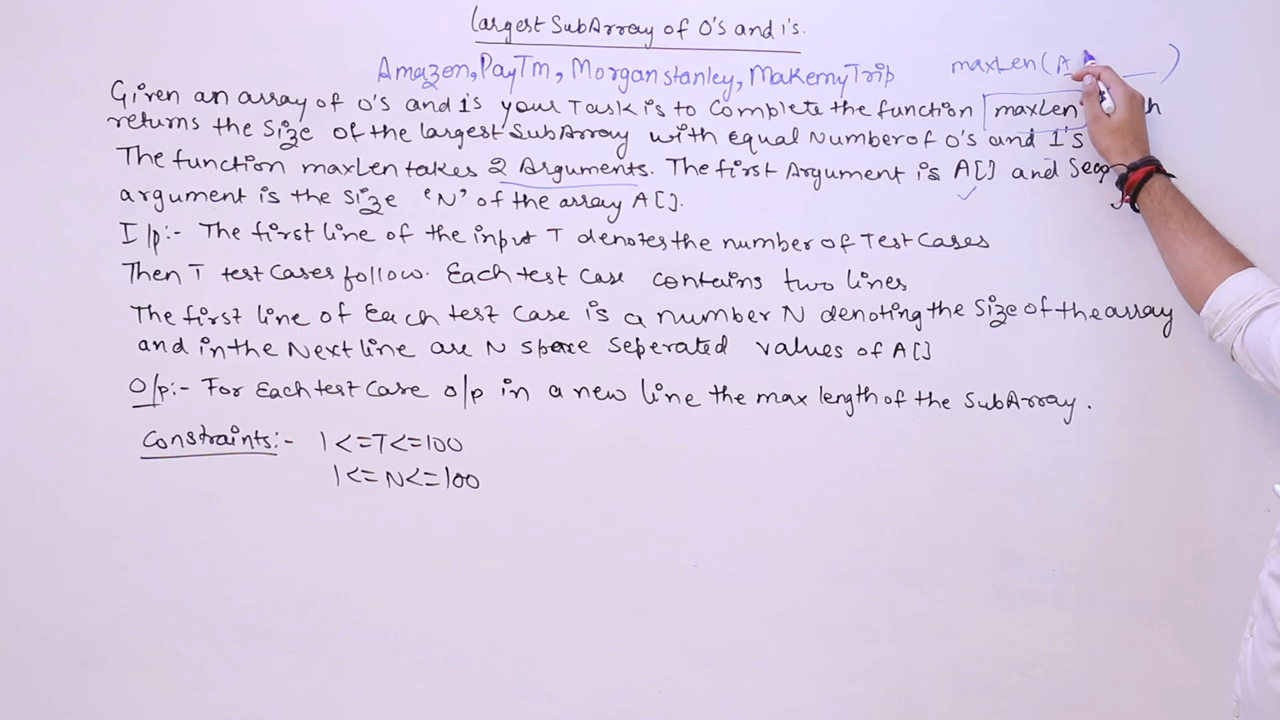 largest SubArray of 0's and 1's.
Amazon, PayTm, Morganstanley, MakemyTrip
maxLen(A __)
Given an array of 0's and 1's your Task is to Complete the function maxLen
returns the Size of the largest SubArray with Equal Number of 0's and 1's
The function maxLen takes 2 Arguments. The first Argument is A[] and
argument is the Size 'N' of the array A[].
I/p:- The first line of the input T denotes the number of Test Cases
Then T test Cases follow. Each test Case contains two lines
The first line of Each test Case is a number N denoting the Size of the array
and in the Next line are N space Seperated values of A[]
O/p:- For Each test Case o/p in a new line the max length of the SubArray.
Constraints:- 1<=T<=100
1<=N<=100